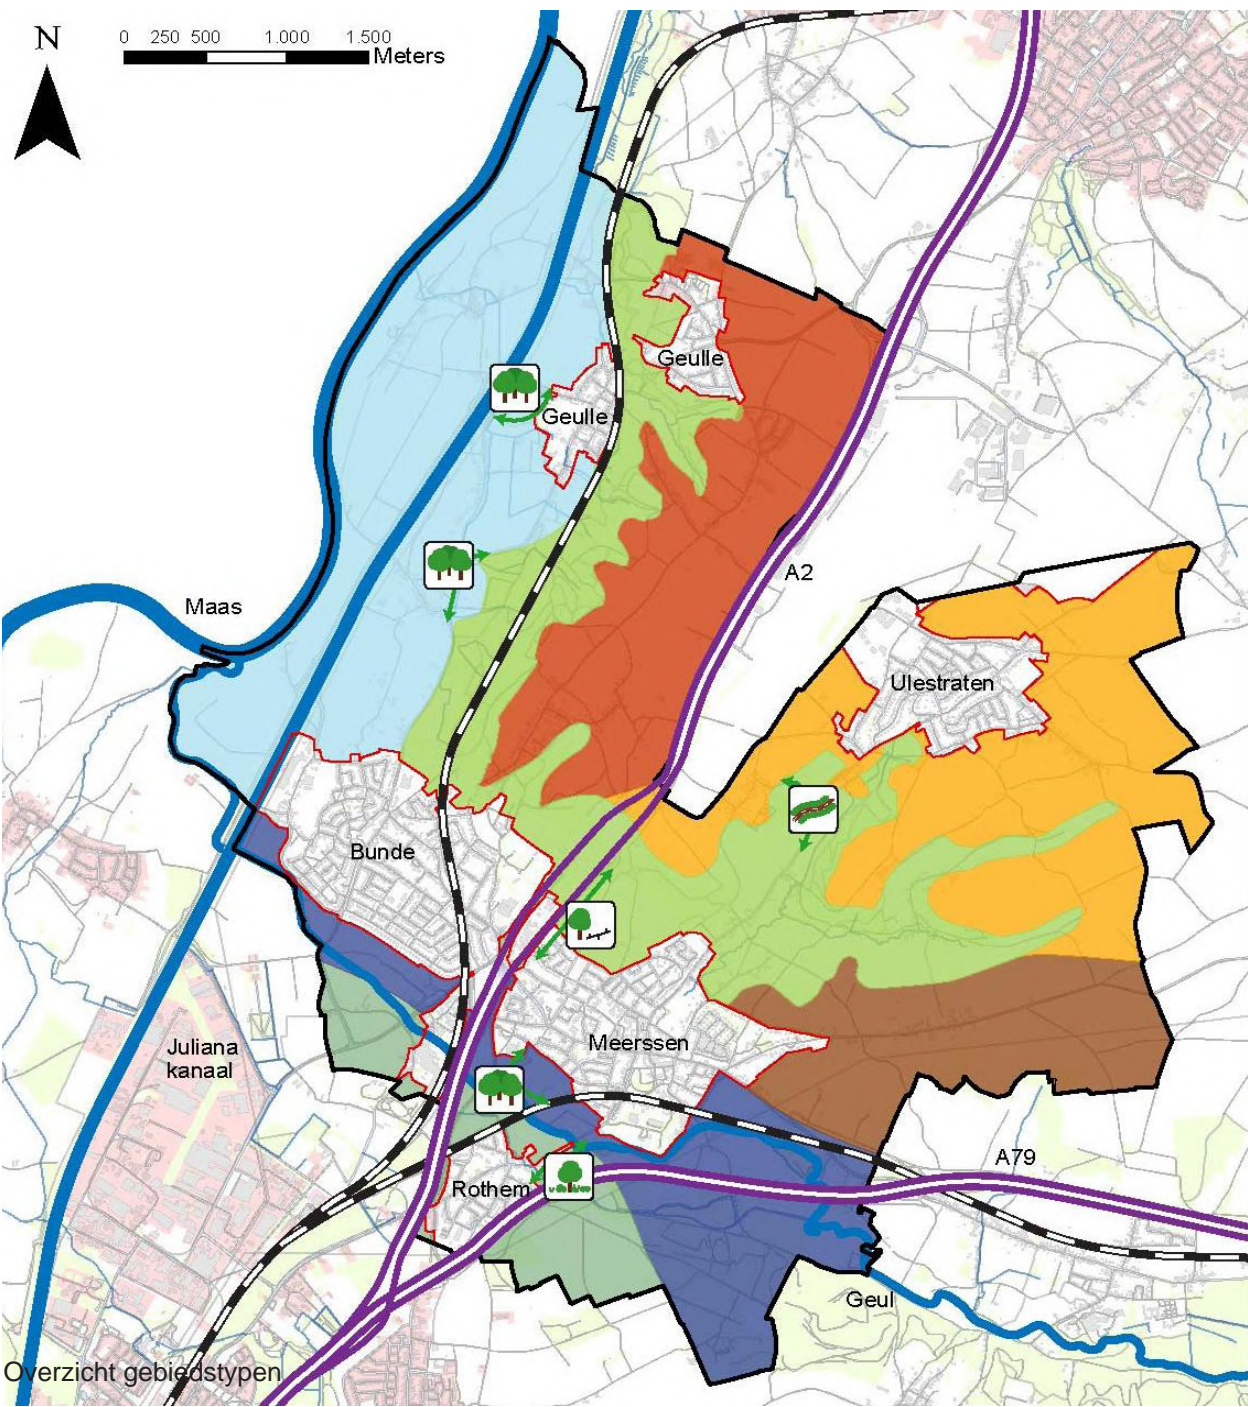 N
0 250 500 1.000 1.500
Meters
Geulle
Geulle
A2
Maas
Ulestraten
Bunde
Meerssen
Juliana
kanaal
A79
Rothem
Geul
Overzicht gebiedstypen